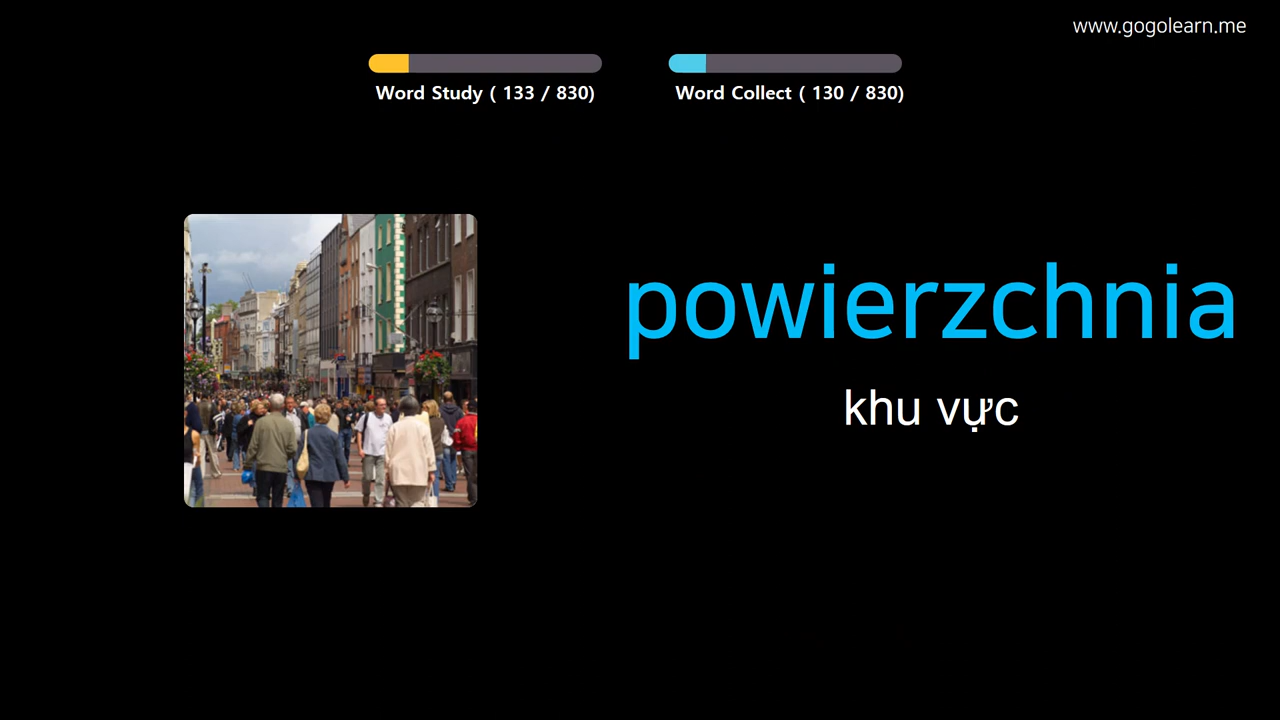 www.gogolearn.me
Word Study ( 133 / 830)
Word Collect ( 130 / 830)
powierzchnia
khu vực